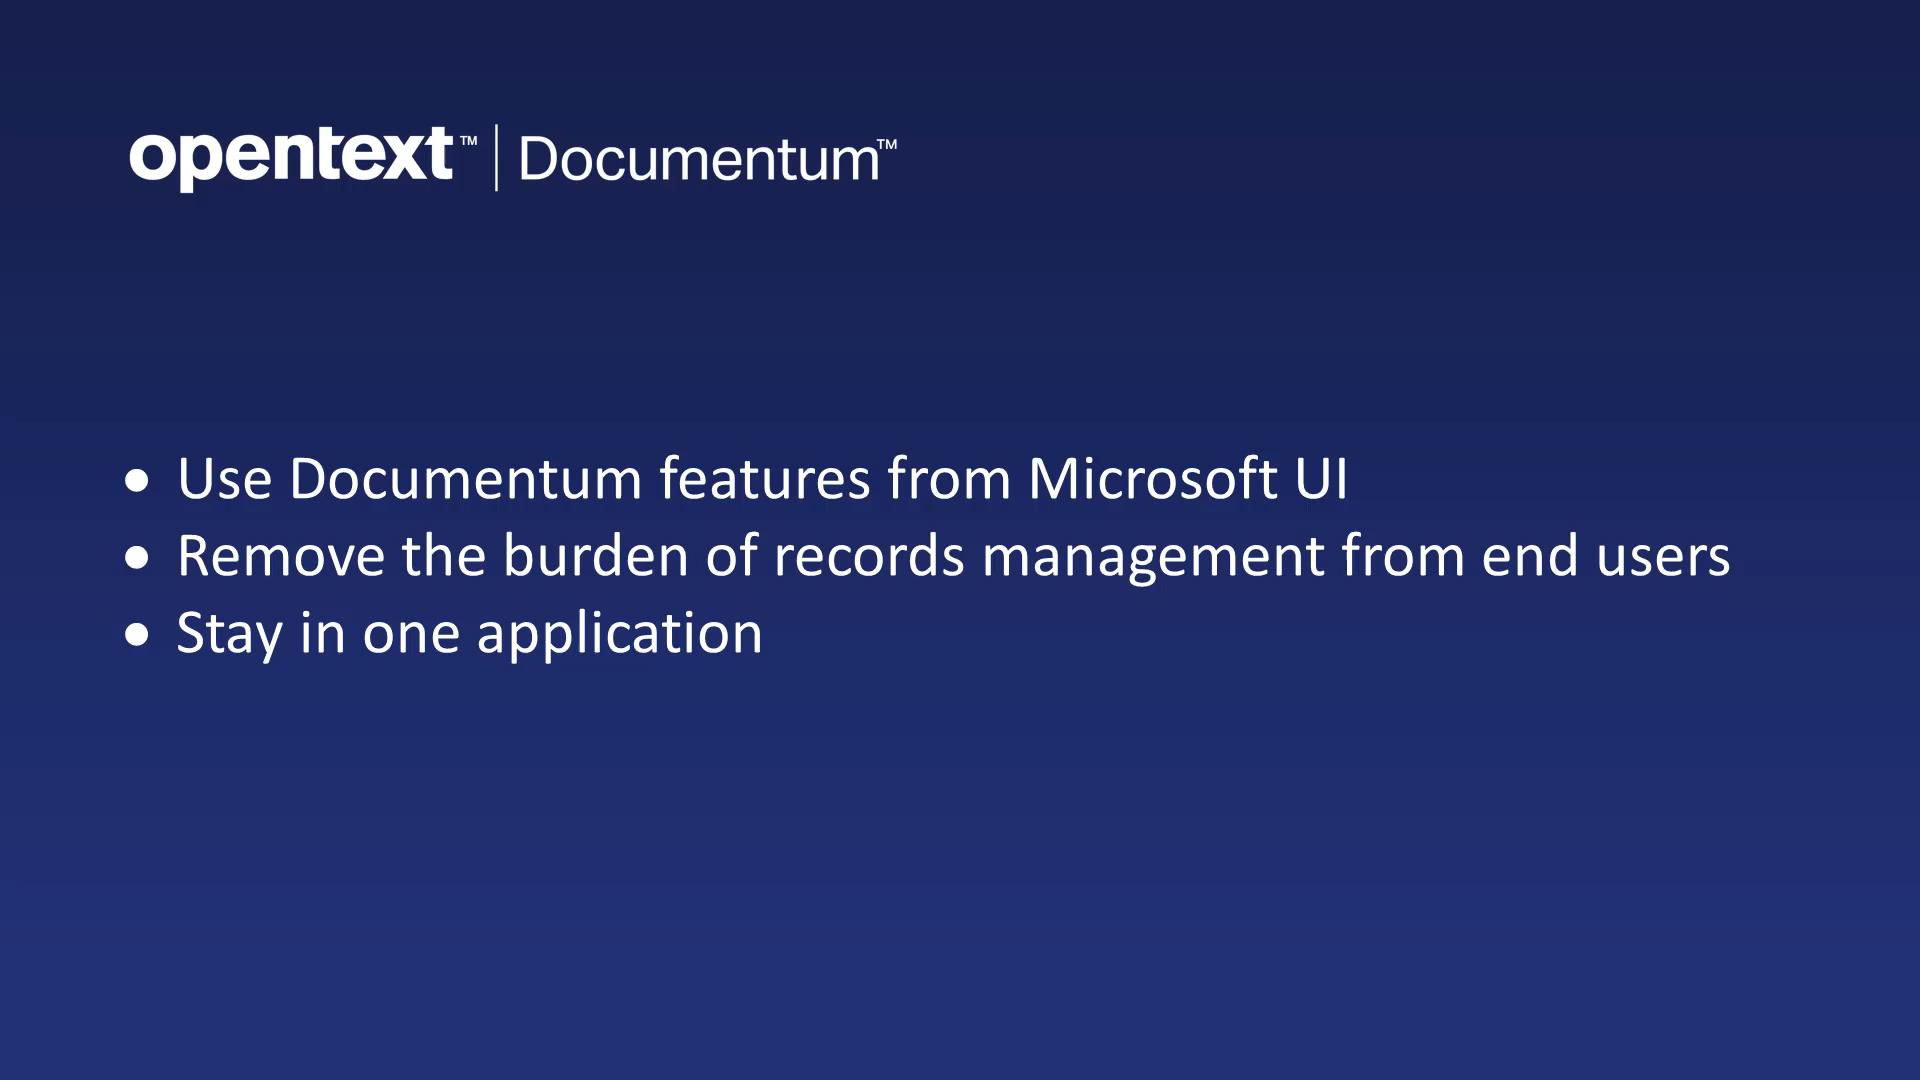 opentext™ | Documentum™
• Use Documentum features from Microsoft UI
• Remove the burden of records management from end users
• Stay in one application